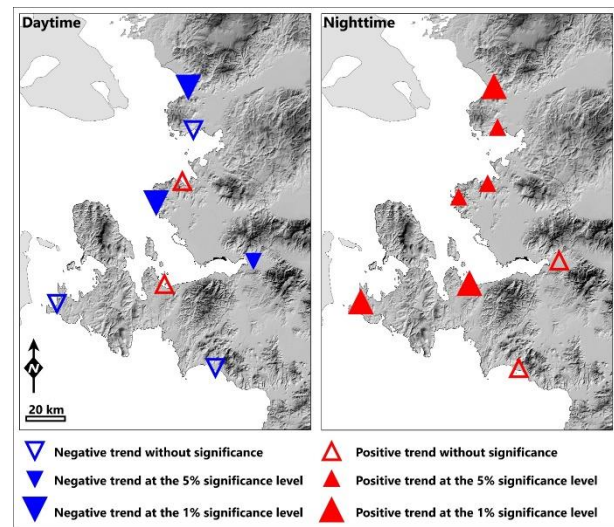 Daytime
Nighttime
N
20 km
Negative trend without significance
Positive trend without significance
Negative trend at the 5% significance level
Positive trend at the 5% significance level
Negative trend at the 1% significance level
Positive trend at the 1% significance level